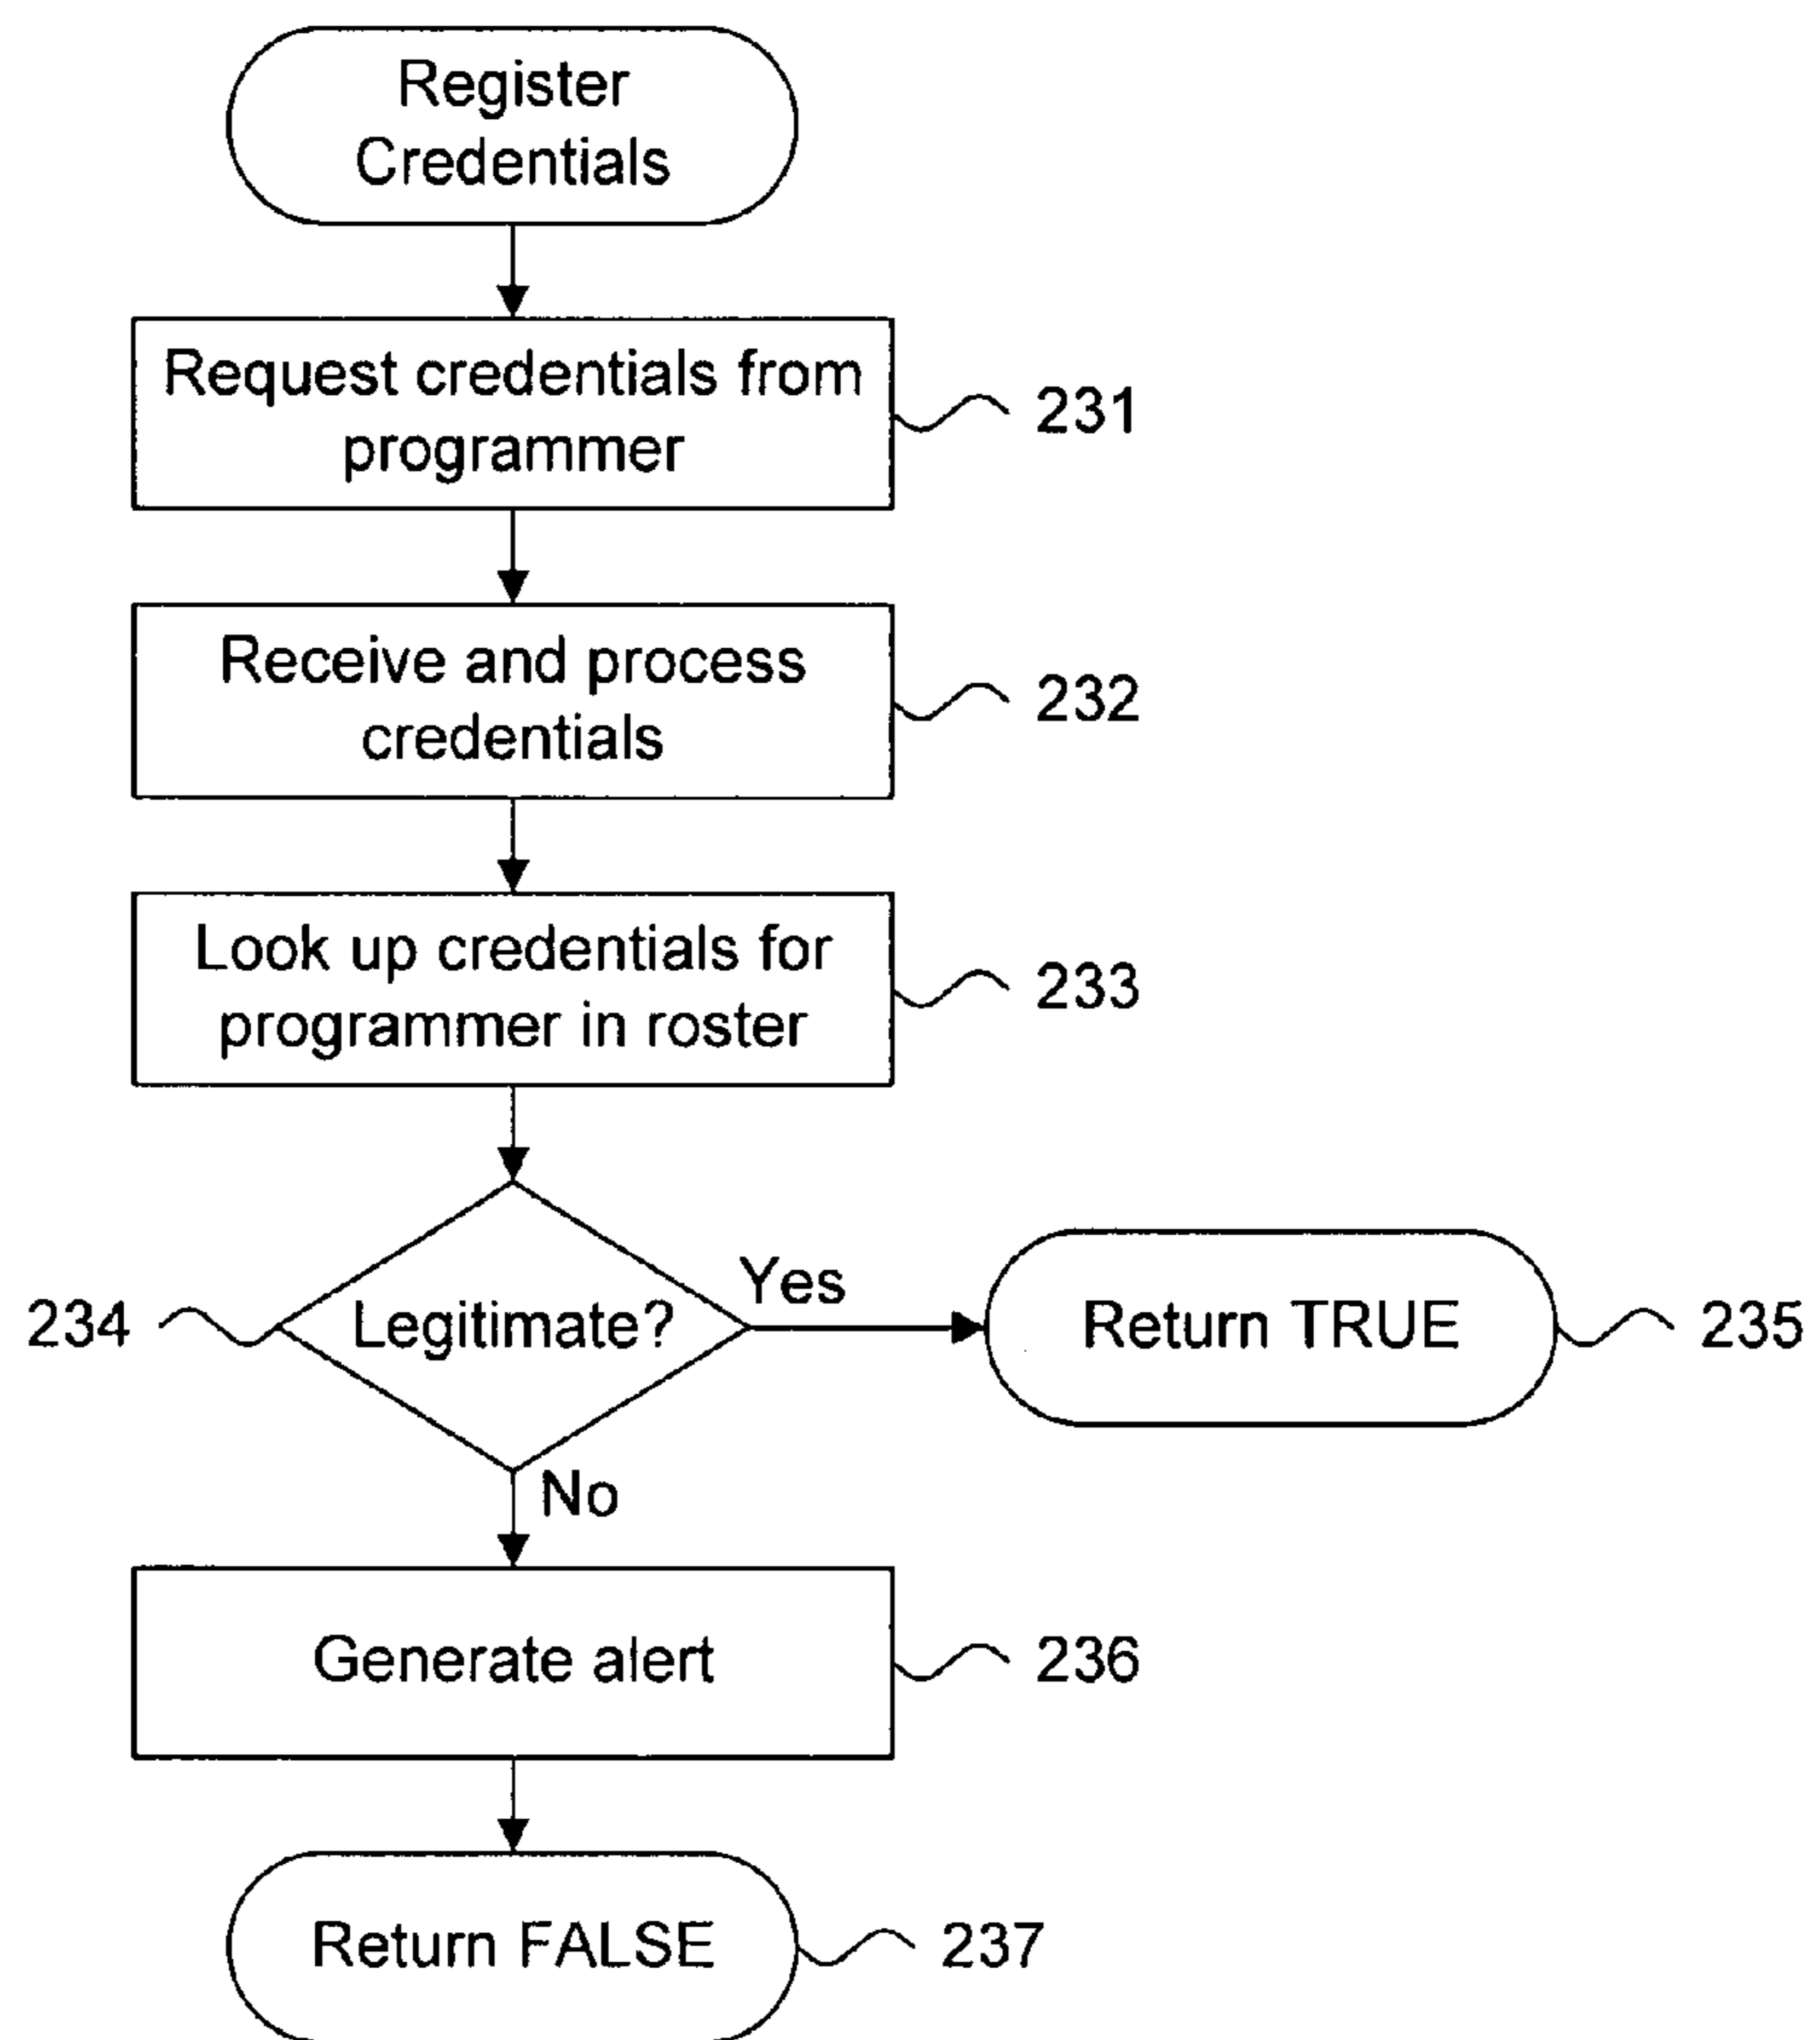 Register
Credentials
Request credentials from
programmer
231
Receive and process
credentials
232
Look up credentials for
programmer in roster
233
234
Legitimate?
Yes
Return TRUE
235
No
Generate alert
236
Return FALSE
237